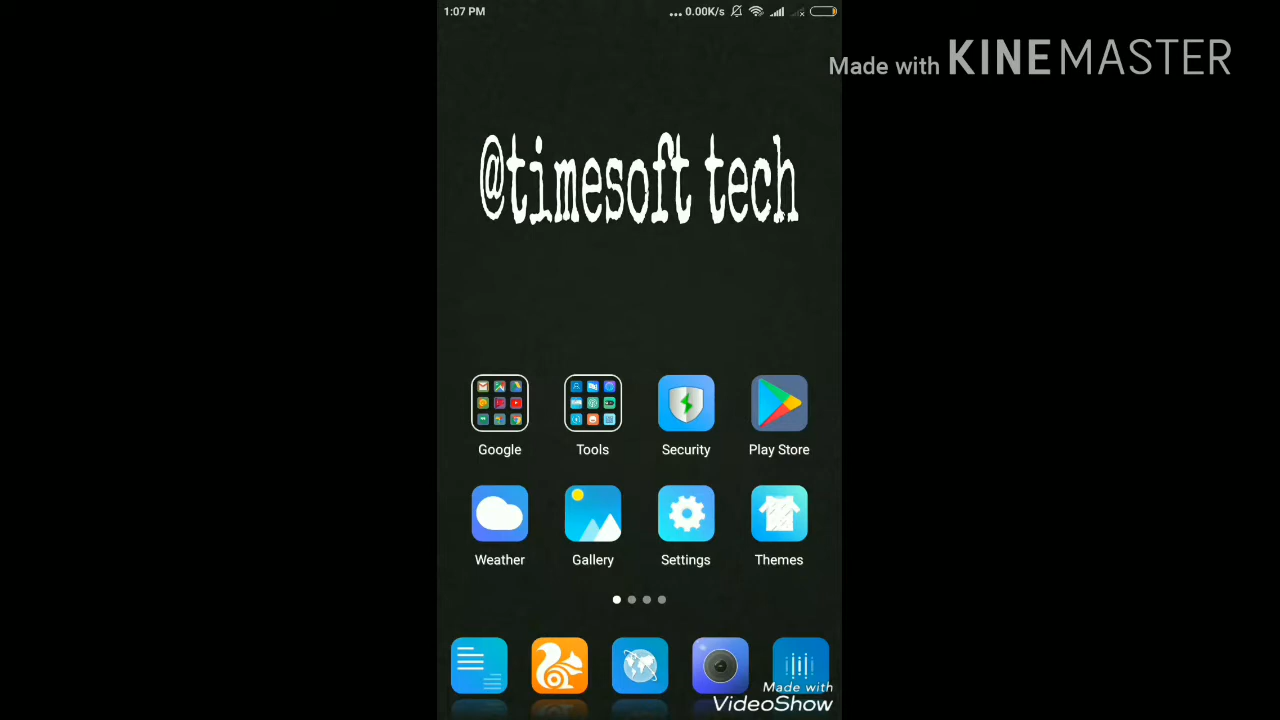 1:07 PM ... 0.00K/s
Made with KINEMASTER
@timesoft tech
Google Tools Security Play Store
Weather Gallery Settings Themes
Made with
VideoShow